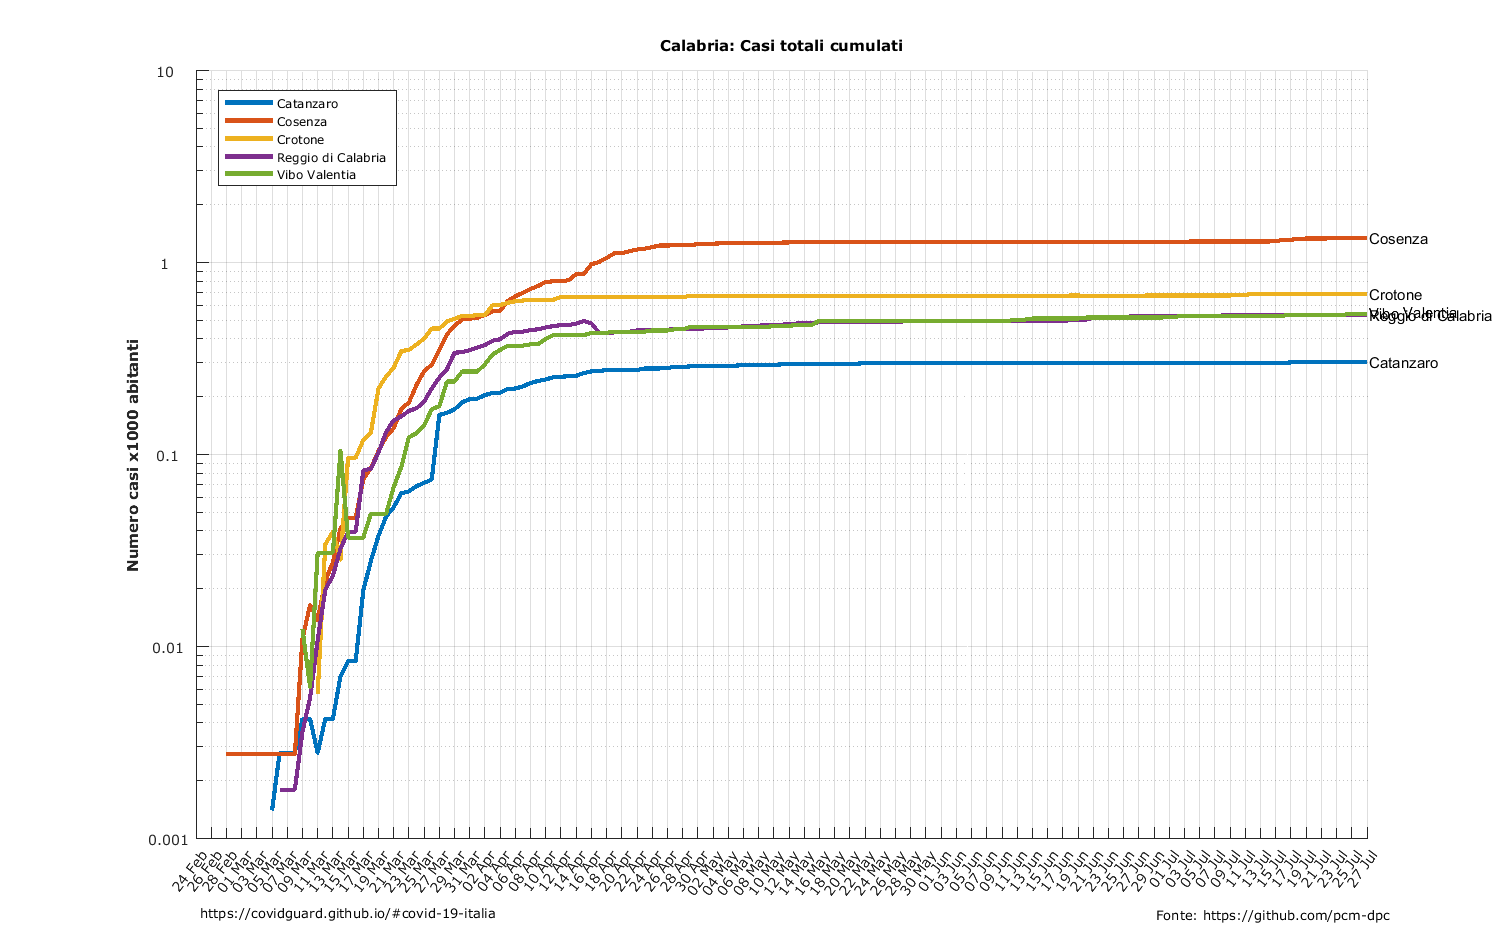 Calabria: Casi totali cumulati
10
1
0.1
0.01
0.001
Numero casi x1000 abitanti
Catanzaro
Cosenza
Crotone
Reggio di Calabria
Vibo Valentia
Cosenza
Crotone
Vibo Valentia
Reggio di Calabria
Catanzaro
24 Feb
26 Feb
28 Feb
01 Mar
03 Mar
05 Mar
07 Mar
09 Mar
11 Mar
13 Mar
15 Mar
17 Mar
19 Mar
21 Mar
23 Mar
25 Mar
27 Mar
29 Mar
31 Mar
02 Apr
04 Apr
06 Apr
08 Apr
10 Apr
12 Apr
14 Apr
16 Apr
18 Apr
20 Apr
22 Apr
24 Apr
26 Apr
28 Apr
30 Apr
02 May
04 May
06 May
08 May
10 May
12 May
14 May
16 May
18 May
20 May
22 May
24 May
26 May
28 May
30 May
01 Jun
03 Jun
05 Jun
07 Jun
09 Jun
11 Jun
13 Jun
15 Jun
17 Jun
19 Jun
21 Jun
23 Jun
25 Jun
27 Jun
29 Jun
01 Jul
03 Jul
05 Jul
07 Jul
09 Jul
11 Jul
13 Jul
15 Jul
17 Jul
19 Jul
21 Jul
23 Jul
25 Jul
27 Jul
https://covidguard.github.io/#covid-19-italia
Fonte: https://github.com/pcm-dpc